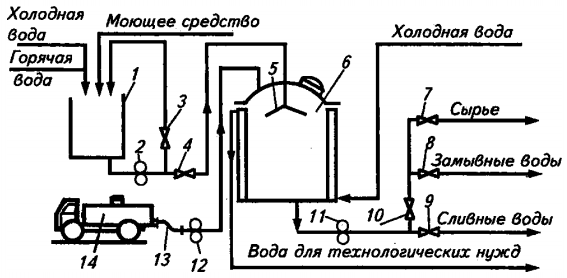 Холодная
вода
Моющее средство
Холодная вода
Горячая
вода
1
5
6
7
Сырье
3
2
4
8
Замывные воды
11
10
9
Сливные воды
14
13
12
Вода для технологических нужд